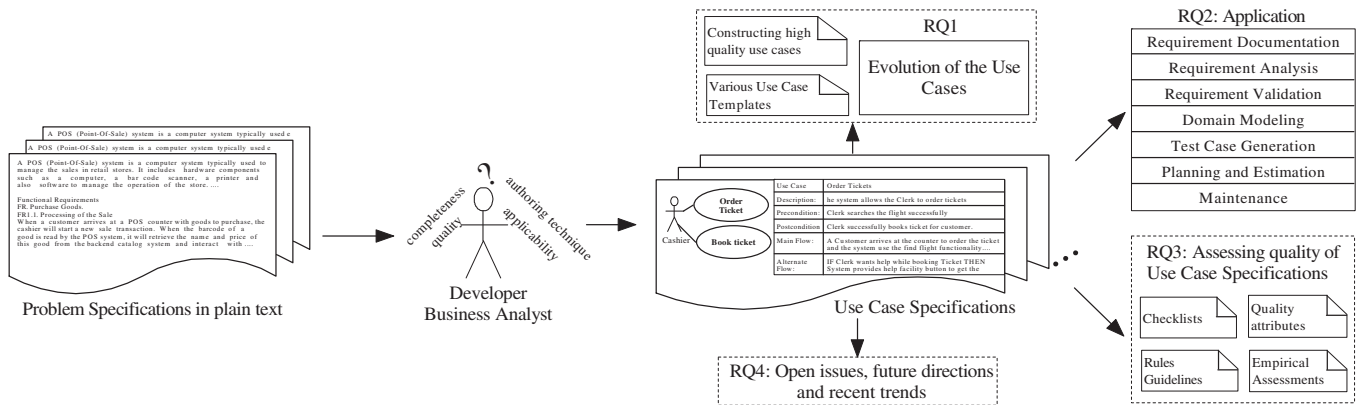 A POS (Point-Of-Sale) system is a computer system typically used e
A POS (Point-Of-Sale) system is a computer system typically used e
A POS (Point-Of-Sale) system is a computer system typically used to
manage the sales in retail stores. It includes hardware components
such as a computer, a bar code scanner, a printer and
also software to manage the operation of the store. ....
Functional Requirements
FR. Purchase Goods.
FR1.1. Processing of the Sale
When a customer arrives at a POS counter with goods to purchase, the
cashier will start a new sale transaction. When the barcode of a
good is read by the POS system, it will retrieve the name and price of
this good from the backend catalog system and interact with ....
Problem Specifications in plain text
?
completeness
quality
authoring technique
applicability
Developer
Business Analyst
Constructing high
quality use cases
Various Use Case
Templates
RQ1
Evolution of the Use
Cases
Cashier
Order
Ticket
Book ticket
Use Case Order Tickets
Description: he system allows the Clerk to order tickets
Precondition: Clerk searches the flight successfully
Postcondition Clerk successfully books ticket for customer.
Main Flow: A Customer arrives at the counter to order the ticket
and the system use the find flight functionality....
Alternate IF Clerk wants help while booking Ticket THEN
Flow: System provides help facility button to get the
Use Case Specifications
RQ4: Open issues, future directions
and recent trends
RQ2: Application
Requirement Documentation
Requirement Analysis
Requirement Validation
Domain Modeling
Test Case Generation
Planning and Estimation
Maintenance
RQ3: Assessing quality of
Use Case Specifications
Checklists
Quality
attributes
Rules
Guidelines
Empirical
Assessments